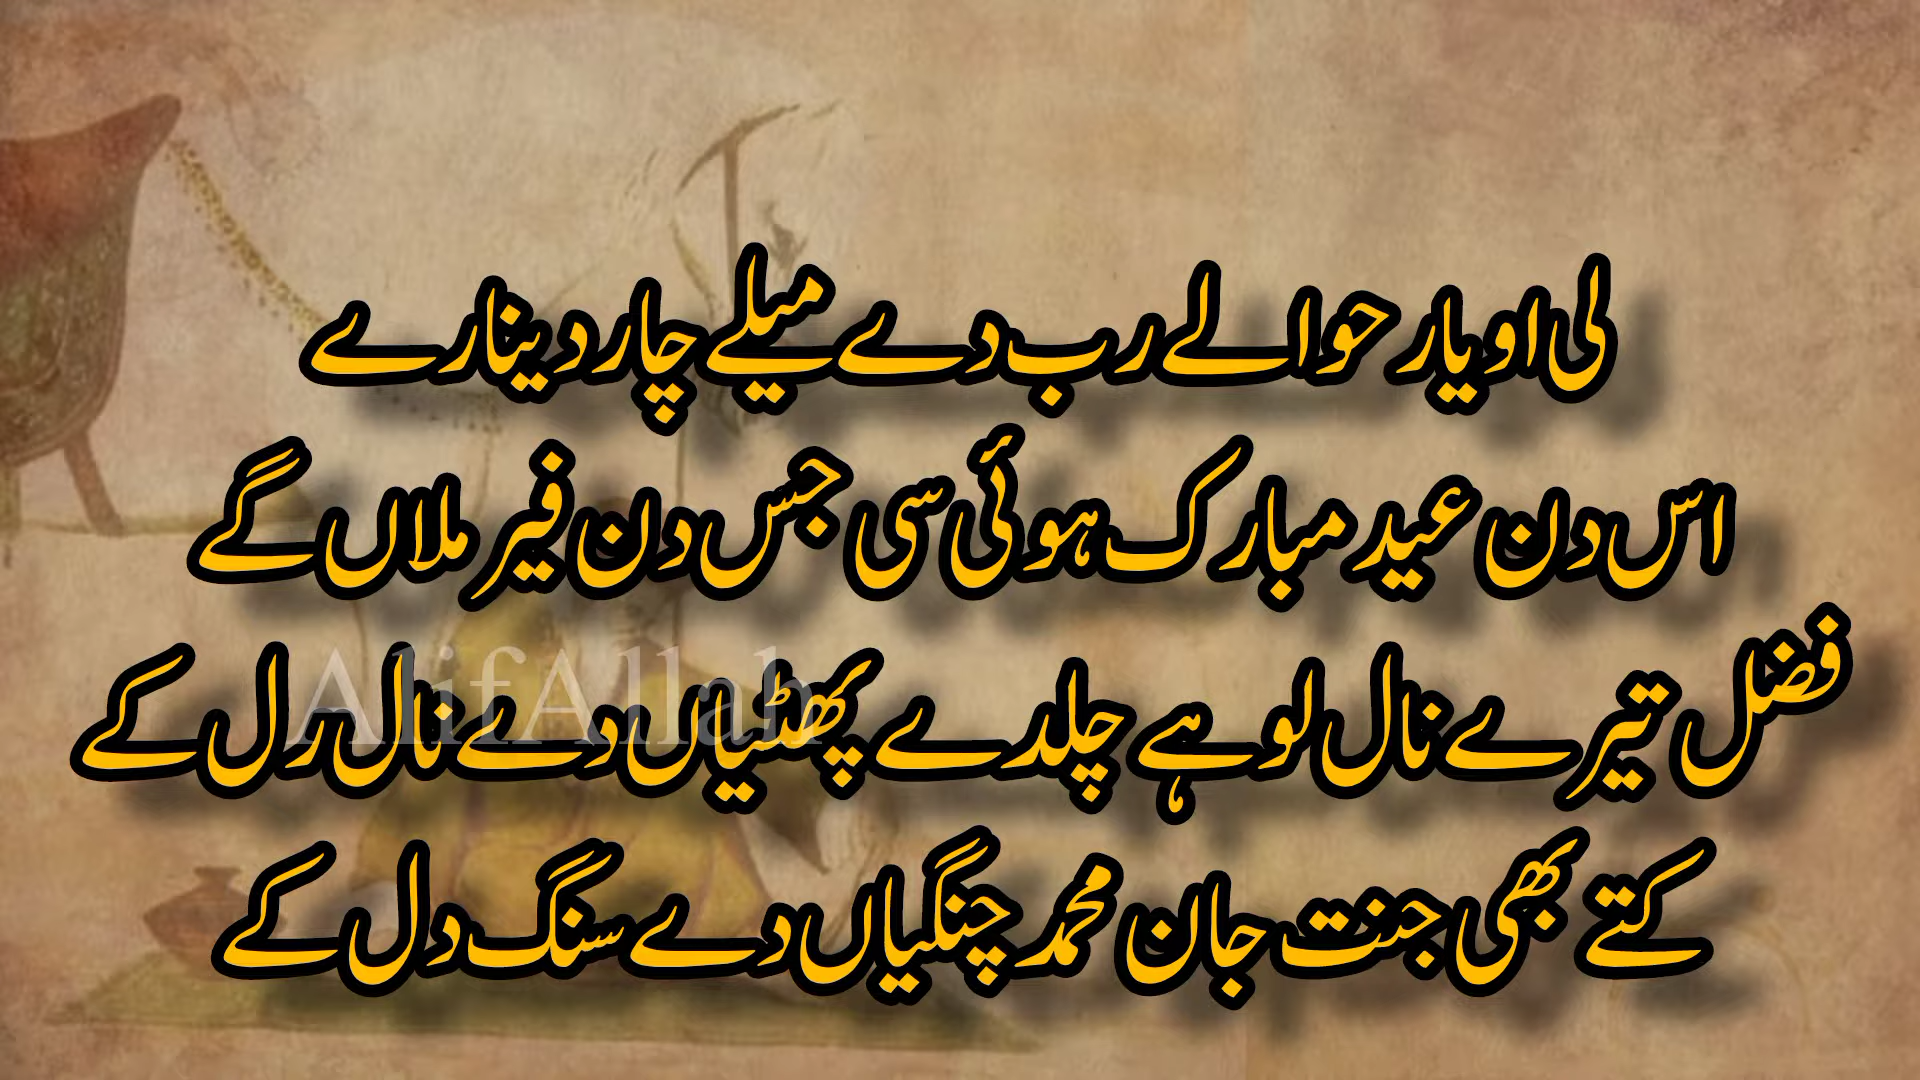 لی او یار حوالے رب دے میلے چار دینارے
اس دن عید مبارک ہوئی سی جس دن فیر ملاں گے
فضل تیرے نال لوہے چلدے پھٹیاں دے نال رل کے
AlifAllah
کتے بھی جنت جان محمد چنگیاں دے سنگ دل کے